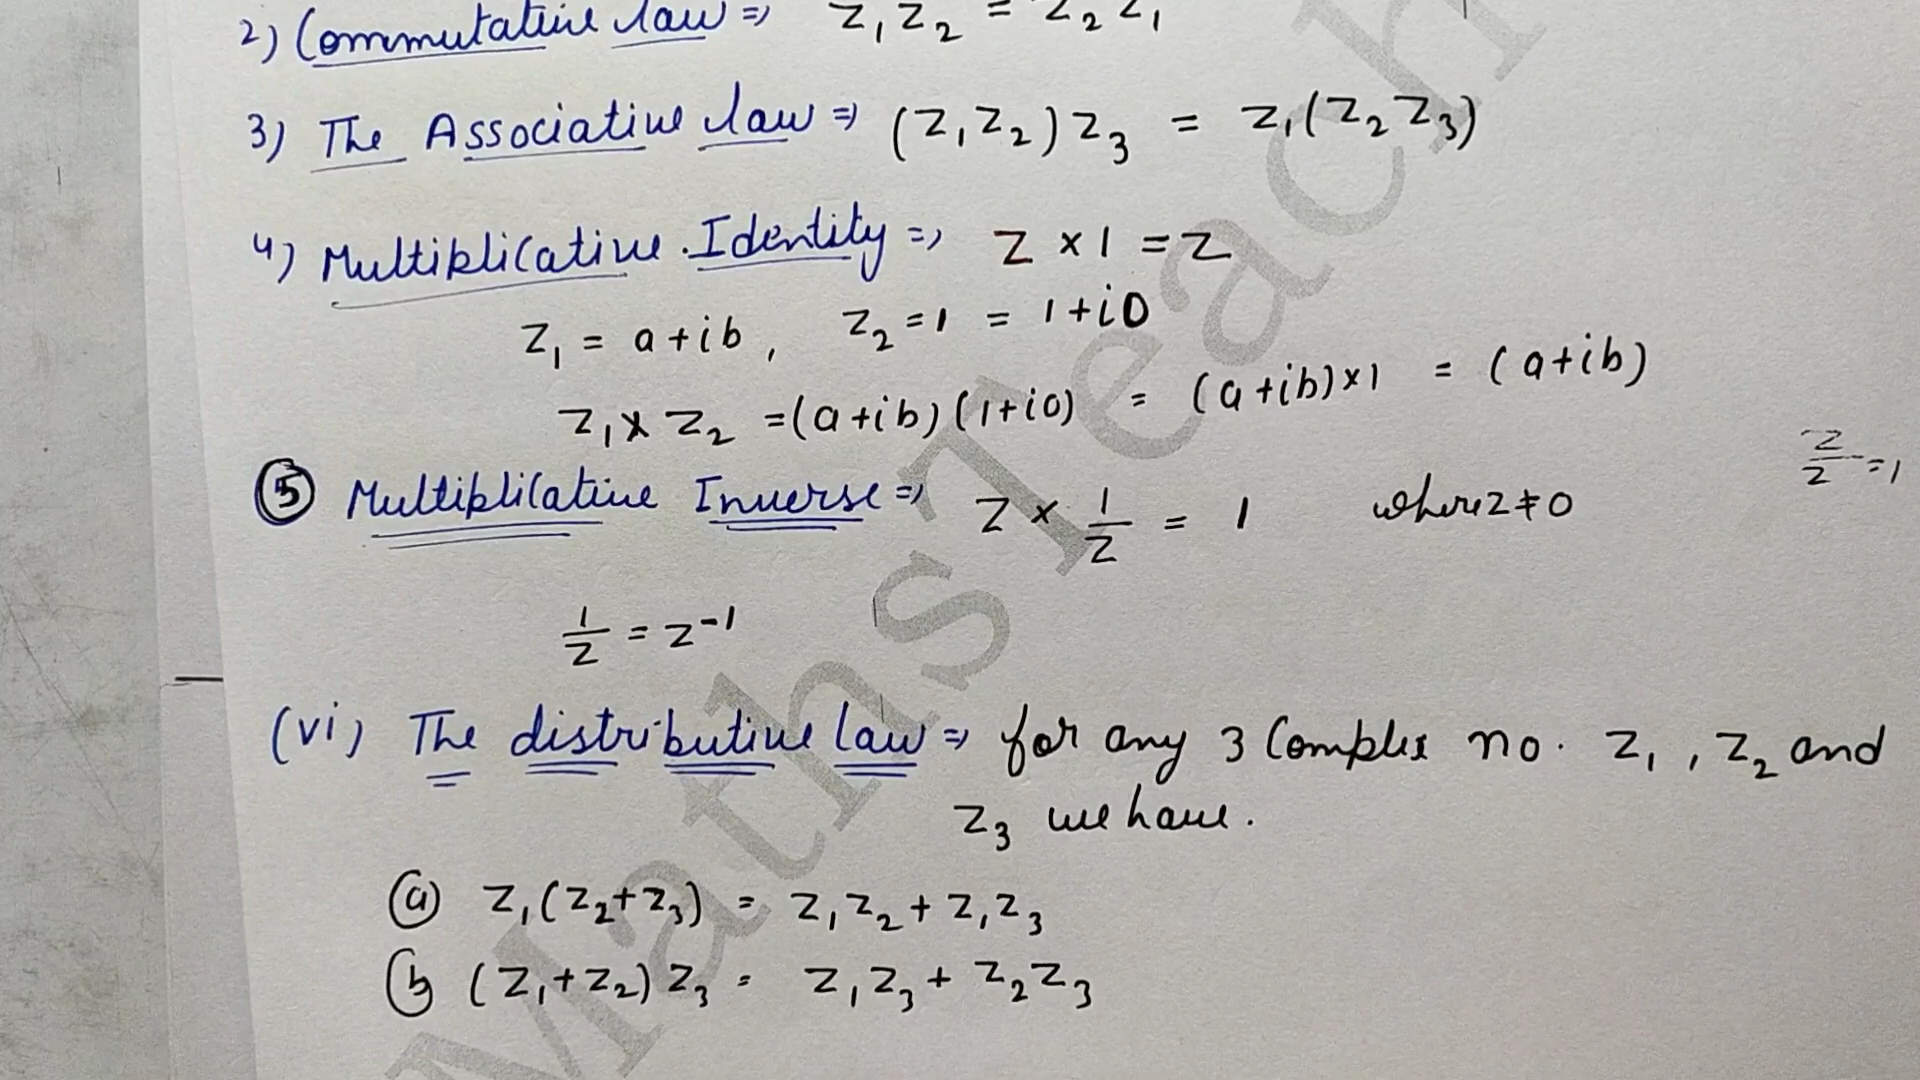 2) Commutative law ⇒ z₁z₂ = z₂z₁
3) The Associative law ⇒ (z₁z₂)z₃ = z₁(z₂z₃)
4) Multiplicative Identity ⇒ z × 1 = z
z₁ = a+ib, z₂ = 1 = 1+i0
z₁ × z₂ = (a+ib)(1+i0) = (a+ib)×1 = (a+ib)
z/z = 1
⑤ Multiplicative Inverse ⇒ z × 1/z = 1 where z ≠ 0
1/z = z⁻¹
(vi) The distributive law ⇒ for any 3 Complex no. z₁, z₂ and
z₃ we have.
ⓐ z₁(z₂+z₃) = z₁z₂ + z₁z₃
ⓑ (z₁+z₂)z₃ = z₁z₃ + z₂z₃
Maths Teach